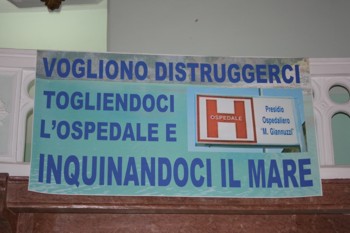 VOGLIONO DISTRUGGERCI
TOGLIENDOCI
L'OSPEDALE E
H
OSPEDALE
Presidio
Ospedaliero
"M. Giannuzzi"
INQUINANDOCI IL MARE